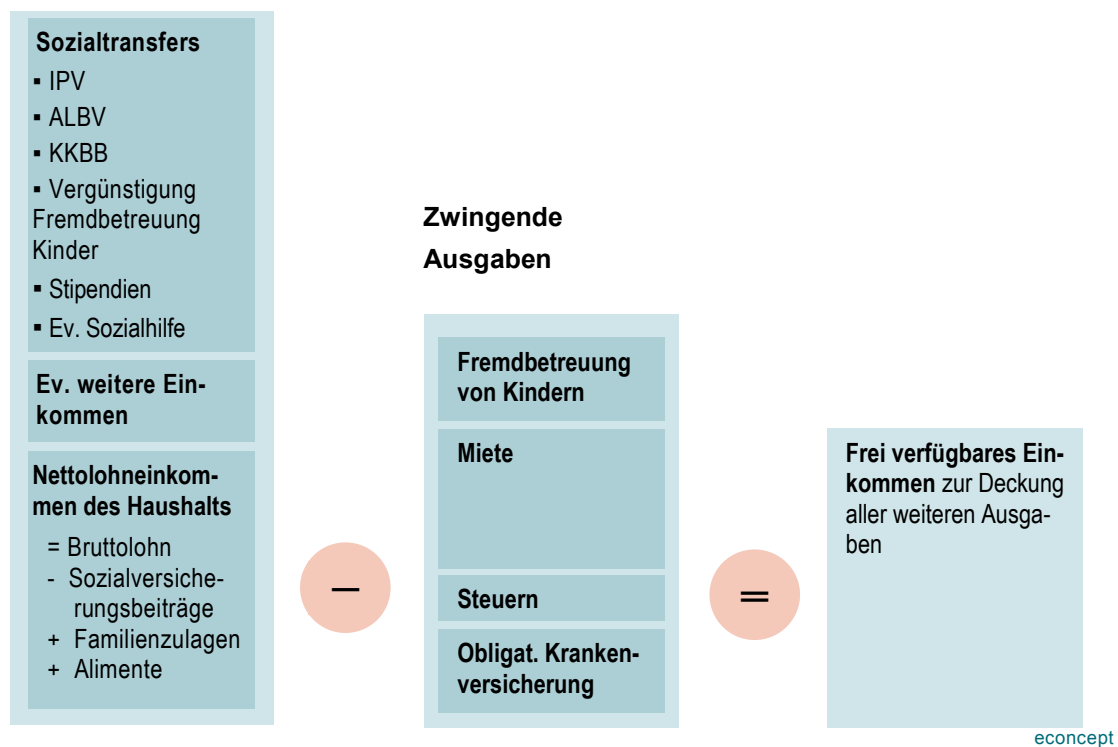 Sozialtransfers
▪ IPV
▪ ALBV
▪ KKBB
▪ Vergünstigung
Fremdbetreuung
Kinder
▪ Stipendien
▪ Ev. Sozialhilfe
Ev. weitere Ein-
kommen
Nettolohneinkom-
men des Haushalts
= Bruttolohn
- Sozialversiche-
rungsbeiträge
+ Familienzulagen
+ Alimente
–
Zwingende
Ausgaben
Fremdbetreuung
von Kindern
Miete
Steuern
Obligat. Kranken-
versicherung
=
Frei verfügbares Ein-
kommen zur Deckung
aller weiteren Ausga-
ben
econcept